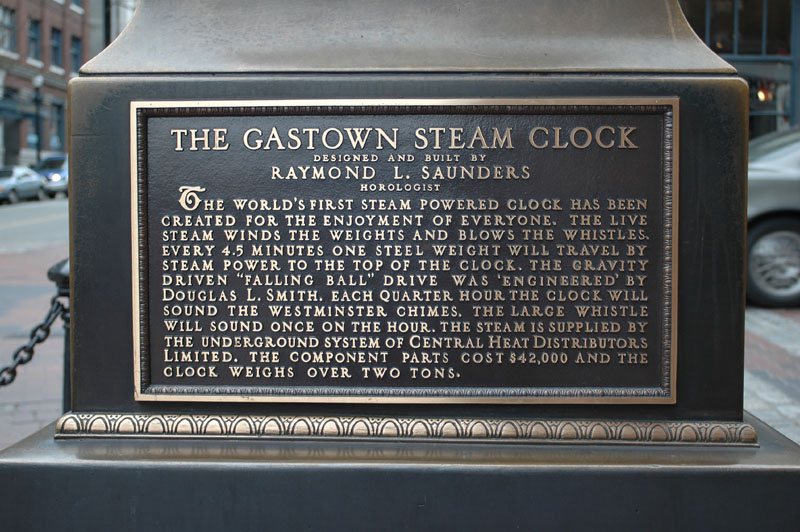 THE GASTOWN STEAM CLOCK
DESIGNED AND BUILT BY
RAYMOND L. SAUNDERS
HOROLOGIST
THE WORLD'S FIRST STEAM POWERED CLOCK HAS BEEN
CREATED FOR THE ENJOYMENT OF EVERYONE. THE LIVE
STEAM WINDS THE WEIGHTS AND BLOWS THE WHISTLES.
EVERY 4.5 MINUTES ONE STEEL WEIGHT WILL TRAVEL BY
STEAM POWER TO THE TOP OF THE CLOCK. THE GRAVITY
DRIVEN "FALLING BALL" DRIVE WAS 'ENGINEERED' BY
DOUGLAS L. SMITH. EACH QUARTER HOUR THE CLOCK WILL
SOUND THE WESTMINSTER CHIMES. THE LARGE WHISTLE
WILL SOUND ONCE ON THE HOUR. THE STEAM IS SUPPLIED BY
THE UNDERGROUND SYSTEM OF CENTRAL HEAT DISTRIBUTORS
LIMITED. THE COMPONENT PARTS COST $42,000 AND THE
CLOCK WEIGHS OVER TWO TONS.